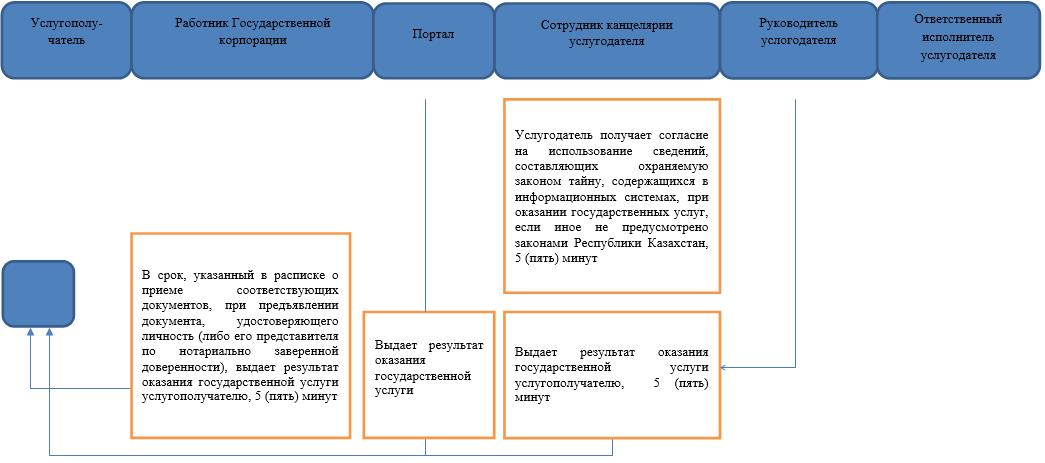 Услугополу-
чатель
Работник Государственной
корпорации
Портал
Сотрудник канцелярии
услугодателя
Руководитель
услогодателя
Ответственный
исполнитель
услугодателя
Услугодатель получает согласие
на использование сведений,
составляющих охраняемую
законом тайну, содержащихся в
информационных системах, при
оказании государственных услуг,
если иное не предусмотрено
законами Республики Казахстан,
5 (пять) минут
В срок, указанный в расписке о
приеме соответствующих
документов, при предъявлении
документа, удостоверяющего
личность (либо его представителя
по нотариально заверенной
доверенности), выдает результат
оказания государственной услуги
услугополучателю, 5 (пять) минут
Выдает результат
оказания
государственной
услуги
Выдает результат оказания
государственной услуги
услугополучателю, 5 (пять)
минут